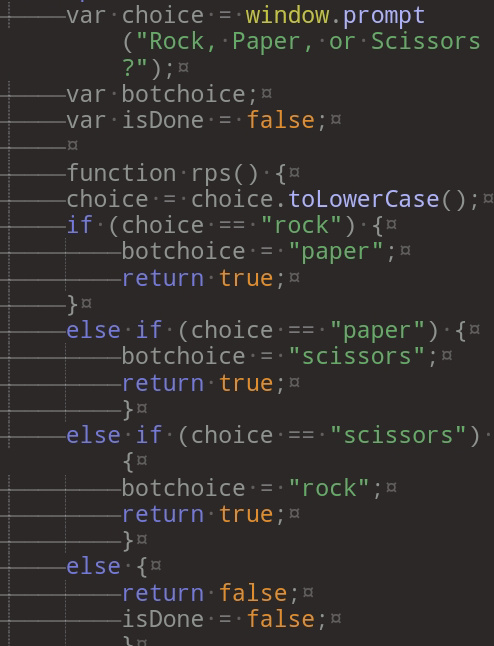 var choice = window.prompt
("Rock, Paper, or Scissors
?");
var botchoice;
var isDone = false;

function rps() {
choice = choice.toLowerCase();
if (choice == "rock") {
botchoice = "paper";
return true;
}
else if (choice == "paper") {
botchoice = "scissors";
return true;
}
else if (choice == "scissors")
{
botchoice = "rock";
return true;
}
else {
return false;
isDone = false;
}